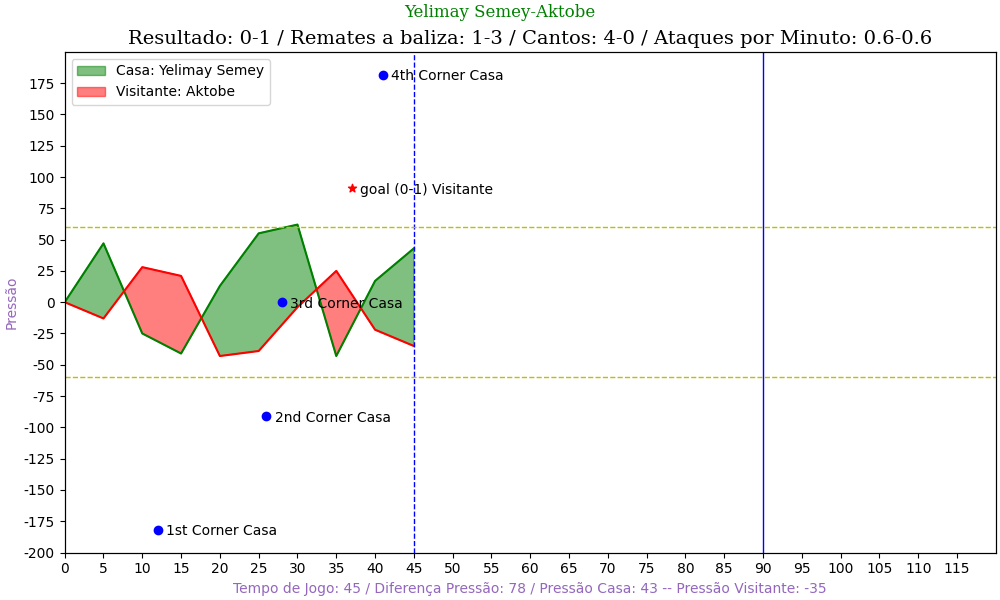 Yelimay Semey-Aktobe
Resultado: 0-1 / Remates a baliza: 1-3 / Cantos: 4-0 / Ataques por Minuto: 0.6-0.6
Casa: Yelimay Semey
Visitante: Aktobe
4th Corner Casa
goal (0-1) Visitante
3rd Corner Casa
2nd Corner Casa
1st Corner Casa
Pressão
175
150
125
100
75
50
25
0
-25
-50
-75
-100
-125
-150
-175
-200
0 5 10 15 20 25 30 35 40 45 50 55 60 65 70 75 80 85 90 95 100 105 110 115
Tempo de Jogo: 45 / Diferença Pressão: 78 / Pressão Casa: 43 -- Pressão Visitante: -35